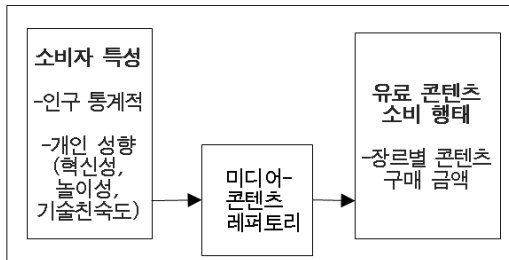 소비자 특성
-인구 통계적
-개인 성향
(혁신성,
놀이성,
기술친숙도)
미디어-
콘텐츠
레퍼토리
유료 콘텐츠
소비 행태
-장르별 콘텐츠
구매 금액